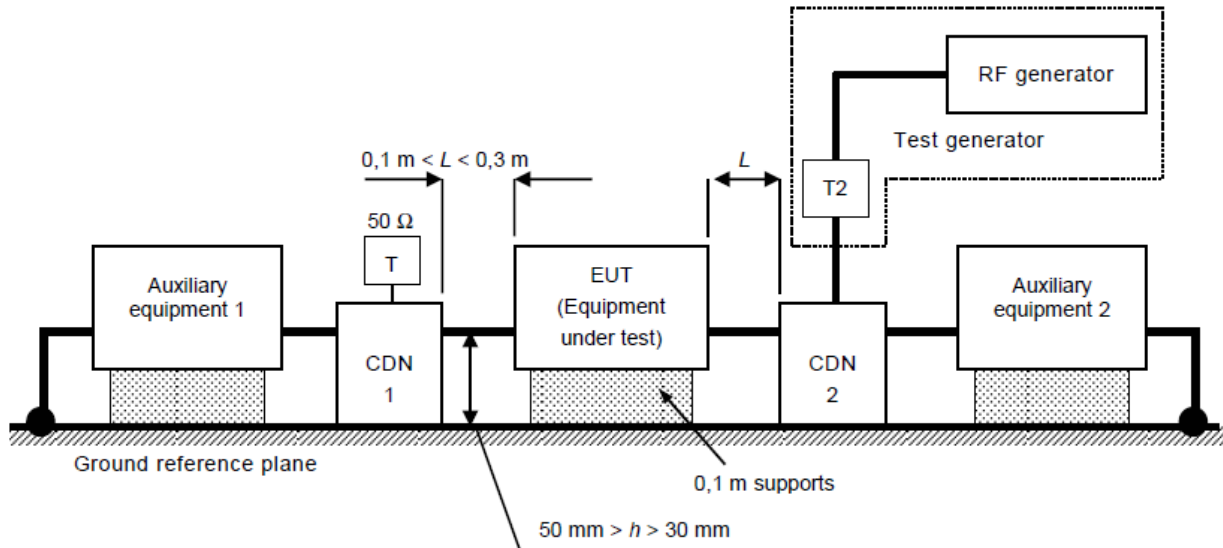 RF generator
Test generator
0,1 m < L < 0,3 m
L
T2
50 Ω
T
Auxiliary
equipment 1
EUT
(Equipment
under test)
Auxiliary
equipment 2
CDN
1
CDN
2
Ground reference plane
0,1 m supports
50 mm > h > 30 mm